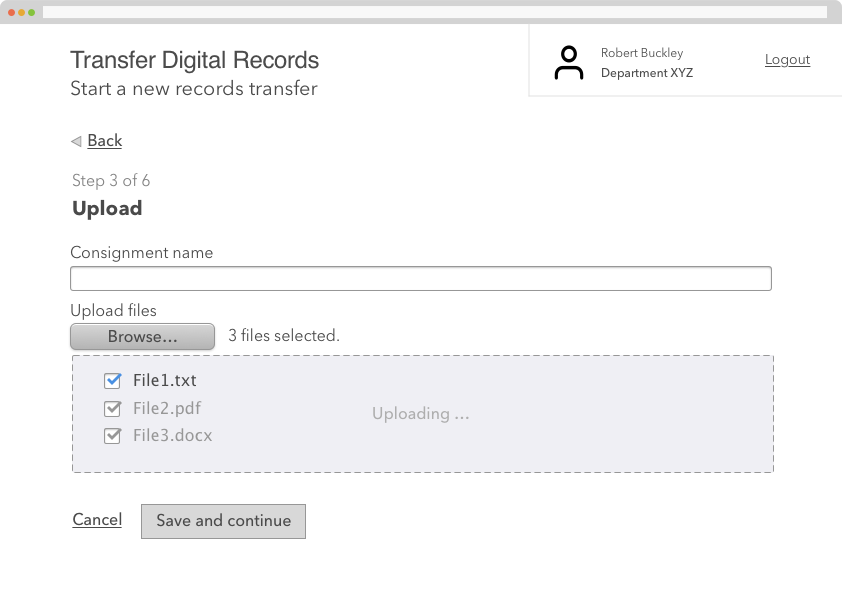 Transfer Digital Records
Start a new records transfer
Robert Buckley
Department XYZ
Logout
Back
Step 3 of 6
Upload
Consignment name
Upload files
Browse... 3 files selected.
File1.txt
File2.pdf
Uploading ...
File3.docx
Cancel
Save and continue